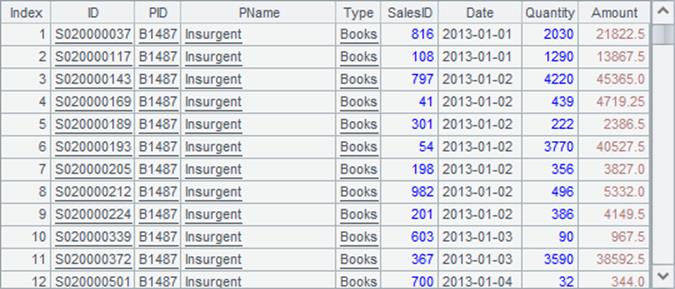 Index ID PID PName Type SalesID Date Quantity Amount
1 S020000037 B1487 Insurgent Books 816 2013-01-01 2030 21822.5
2 S020000117 B1487 Insurgent Books 108 2013-01-01 1290 13867.5
3 S020000143 B1487 Insurgent Books 797 2013-01-02 4220 45365.0
4 S020000169 B1487 Insurgent Books 41 2013-01-02 439 4719.25
5 S020000189 B1487 Insurgent Books 301 2013-01-02 222 2386.5
6 S020000193 B1487 Insurgent Books 54 2013-01-02 3770 40527.5
7 S020000205 B1487 Insurgent Books 198 2013-01-02 356 3827.0
8 S020000212 B1487 Insurgent Books 982 2013-01-02 496 5332.0
9 S020000224 B1487 Insurgent Books 201 2013-01-02 386 4149.5
10 S020000339 B1487 Insurgent Books 603 2013-01-03 90 967.5
11 S020000372 B1487 Insurgent Books 367 2013-01-03 3590 38592.5
12 S020000501 B1487 Insurgent Books 700 2013-01-04 32 344.0